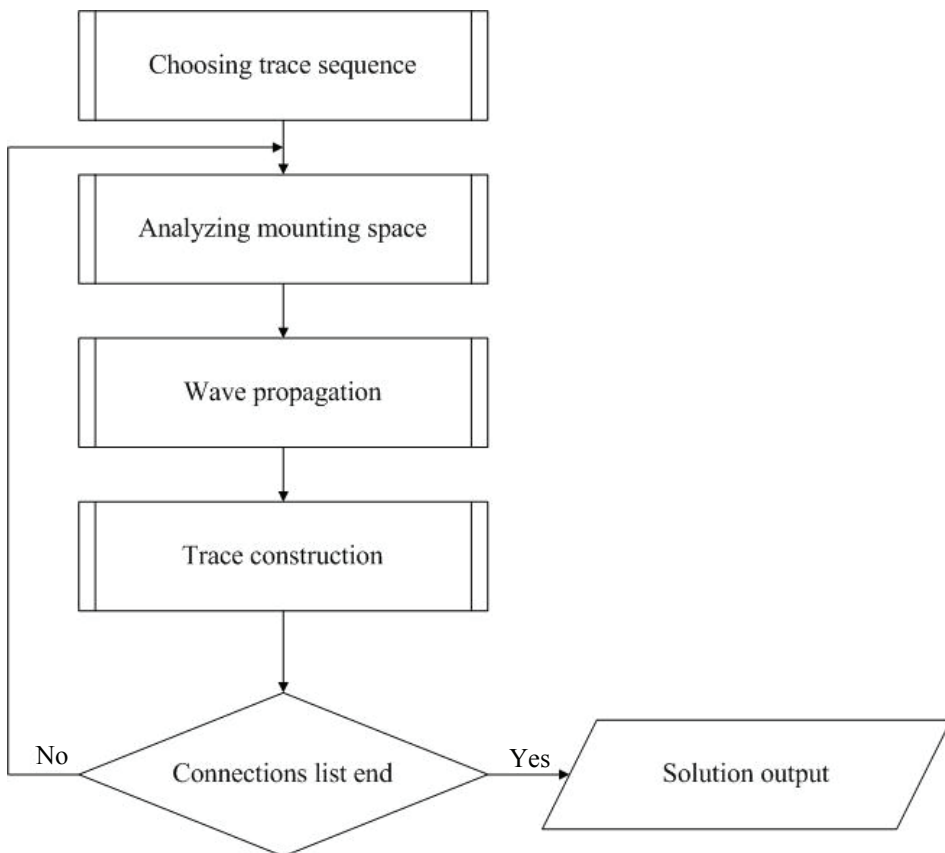 Choosing trace sequence
Analyzing mounting space
Wave propagation
Trace construction
No
Connections list end
Yes
Solution output